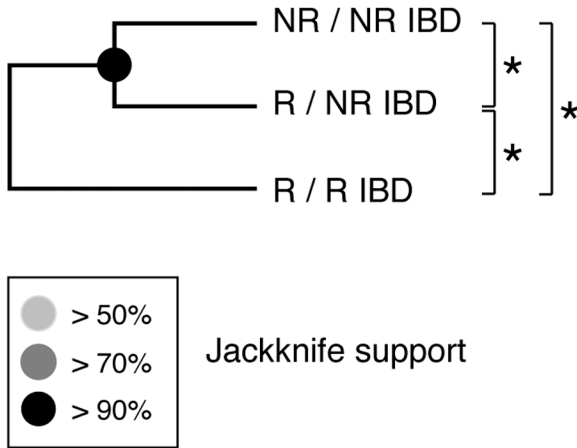 NR / NR IBD
*
*
R / NR IBD
*
R / R IBD
> 50%
> 70%
Jackknife support
> 90%